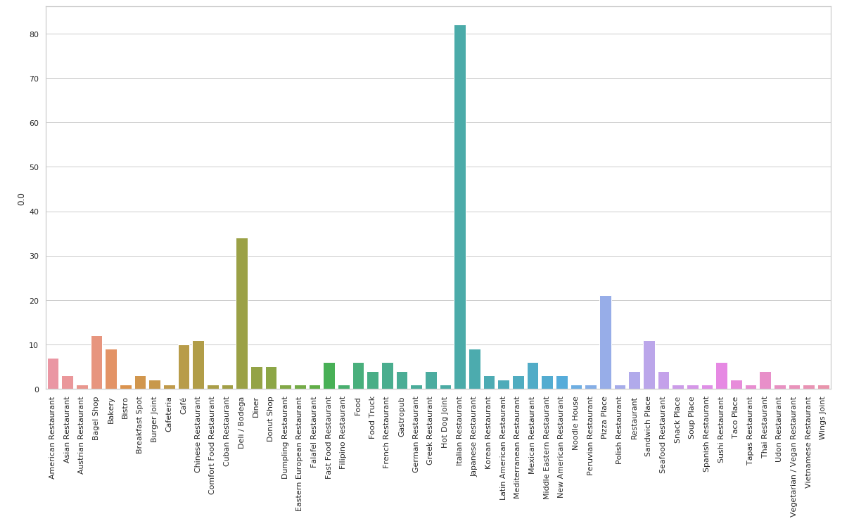 80
70
60
50
40
30
20
10
0
0.0
American Restaurant
Asian Restaurant
Austrian Restaurant
Bagel Shop
Bakery
Bistro
Breakfast Spot
Burger Joint
Cafeteria
Café
Chinese Restaurant
Comfort Food Restaurant
Cuban Restaurant
Deli / Bodega
Diner
Donut Shop
Dumpling Restaurant
Eastern European Restaurant
Falafel Restaurant
Fast Food Restaurant
Filipino Restaurant
Food
Food Truck
French Restaurant
Gastropub
German Restaurant
Greek Restaurant
Hot Dog Joint
Italian Restaurant
Japanese Restaurant
Korean Restaurant
Latin American Restaurant
Mediterranean Restaurant
Mexican Restaurant
Middle Eastern Restaurant
New American Restaurant
Noodle House
Peruvian Restaurant
Pizza Place
Polish Restaurant
Restaurant
Sandwich Place
Seafood Restaurant
Snack Place
Soup Place
Spanish Restaurant
Sushi Restaurant
Taco Place
Tapas Restaurant
Thai Restaurant
Udon Restaurant
Vegetarian / Vegan Restaurant
Vietnamese Restaurant
Wings Joint